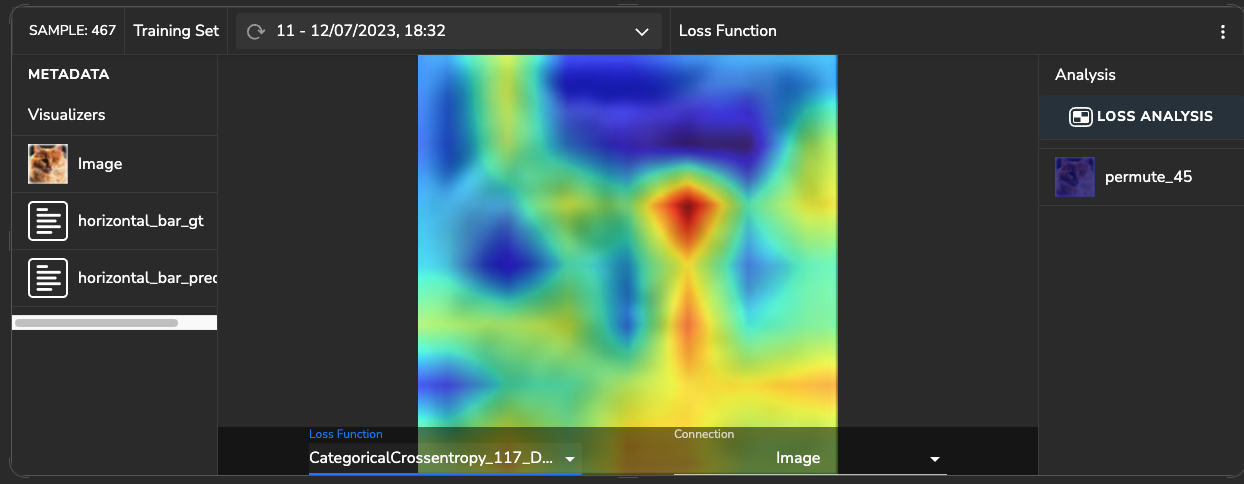 SAMPLE: 467
Training Set
11 - 12/07/2023, 18:32
Loss Function
METADATA
Visualizers
Image
horizontal_bar_gt
horizontal_bar_prec
Analysis
LOSS ANALYSIS
permute_45
Loss Function
CategoricalCrossentropy_117_D...
Connection
Image